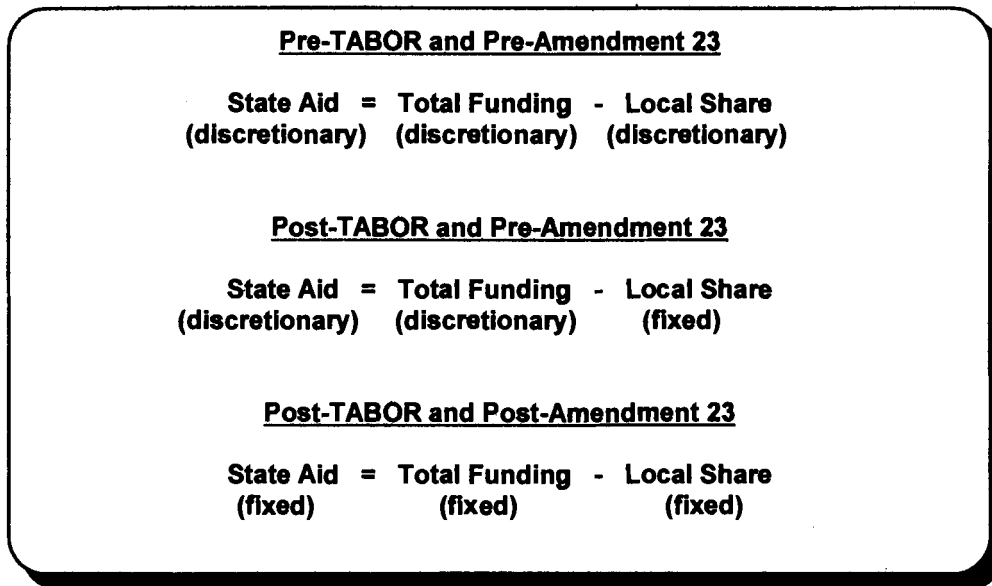 Pre-TABOR and Pre-Amendment 23
State Aid = Total Funding - Local Share
(discretionary) (discretionary) (discretionary)
Post-TABOR and Pre-Amendment 23
State Aid = Total Funding - Local Share
(discretionary) (discretionary) (fixed)
Post-TABOR and Post-Amendment 23
State Aid = Total Funding - Local Share
(fixed) (fixed) (fixed)